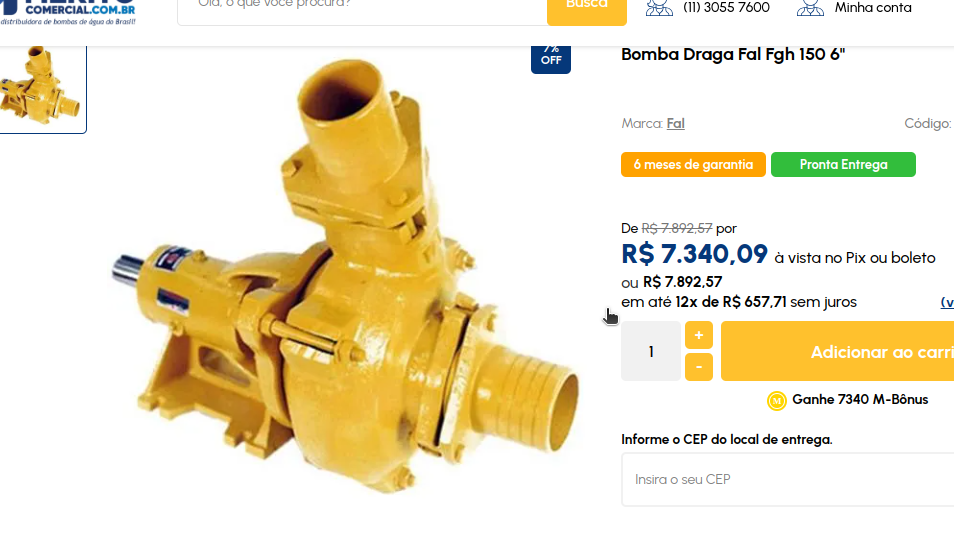 COMERCIAL.COM.BR
distribuidora de bombas de água do Brasil!!
Olá, o que você procura?
Busca
(11) 3055 7600
Minha conta
7%
OFF
Bomba Draga Fal Fgh 150 6"
Marca: Fal
Código:
6 meses de garantia
Pronta Entrega
De R$ 7.892,57 por
R$ 7.340,09 à vista no Pix ou boleto
ou R$ 7.892,57
em até 12x de R$ 657,71 sem juros
(v
1
+
-
Adicionar ao carri
M
Ganhe 7340 M-Bônus
Informe o CEP do local de entrega.
Insira o seu CEP